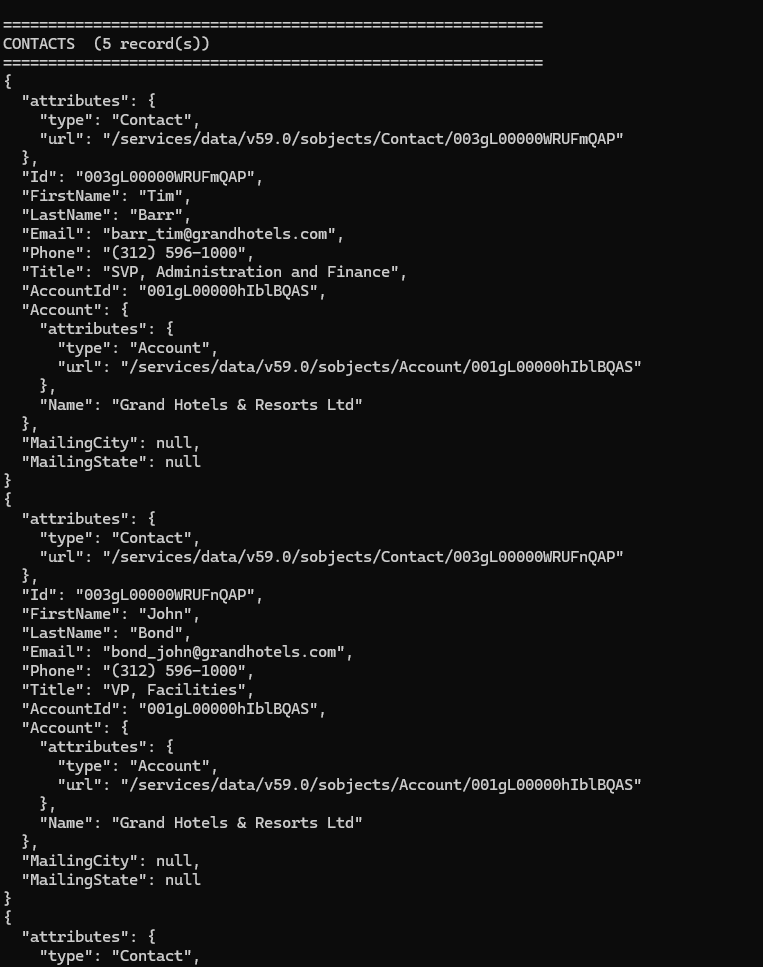 ============================================================
CONTACTS  (5 record(s))
============================================================
{
  "attributes": {
    "type": "Contact",
    "url": "/services/data/v59.0/sobjects/Contact/003gL00000WRUFmQAP"
  },
  "Id": "003gL00000WRUFmQAP",
  "FirstName": "Tim",
  "LastName": "Barr",
  "Email": "barr_tim@grandhotels.com",
  "Phone": "(312) 596-1000",
  "Title": "SVP, Administration and Finance",
  "AccountId": "001gL00000hIblBQAS",
  "Account": {
    "attributes": {
      "type": "Account",
      "url": "/services/data/v59.0/sobjects/Account/001gL00000hIblBQAS"
    },
    "Name": "Grand Hotels & Resorts Ltd"
  },
  "MailingCity": null,
  "MailingState": null
}
{
  "attributes": {
    "type": "Contact",
    "url": "/services/data/v59.0/sobjects/Contact/003gL00000WRUFnQAP"
  },
  "Id": "003gL00000WRUFnQAP",
  "FirstName": "John",
  "LastName": "Bond",
  "Email": "bond_john@grandhotels.com",
  "Phone": "(312) 596-1000",
  "Title": "VP, Facilities",
  "AccountId": "001gL00000hIblBQAS",
  "Account": {
    "attributes": {
      "type": "Account",
      "url": "/services/data/v59.0/sobjects/Account/001gL00000hIblBQAS"
    },
    "Name": "Grand Hotels & Resorts Ltd"
  },
  "MailingCity": null,
  "MailingState": null
}
{
  "attributes": {
    "type": "Contact",